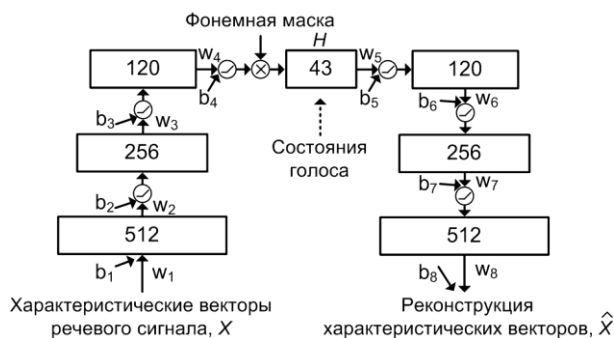 Фонемная маска
H
120
w4
b4
43
w5
b5
120
b3
w3
b6
w6
256
Состояния
голоса
256
b2
w2
b7
w7
512
512
b1
w1
b8
w8
Характеристические векторы
речевого сигнала, X
Реконструкция
характеристических векторов, X̂